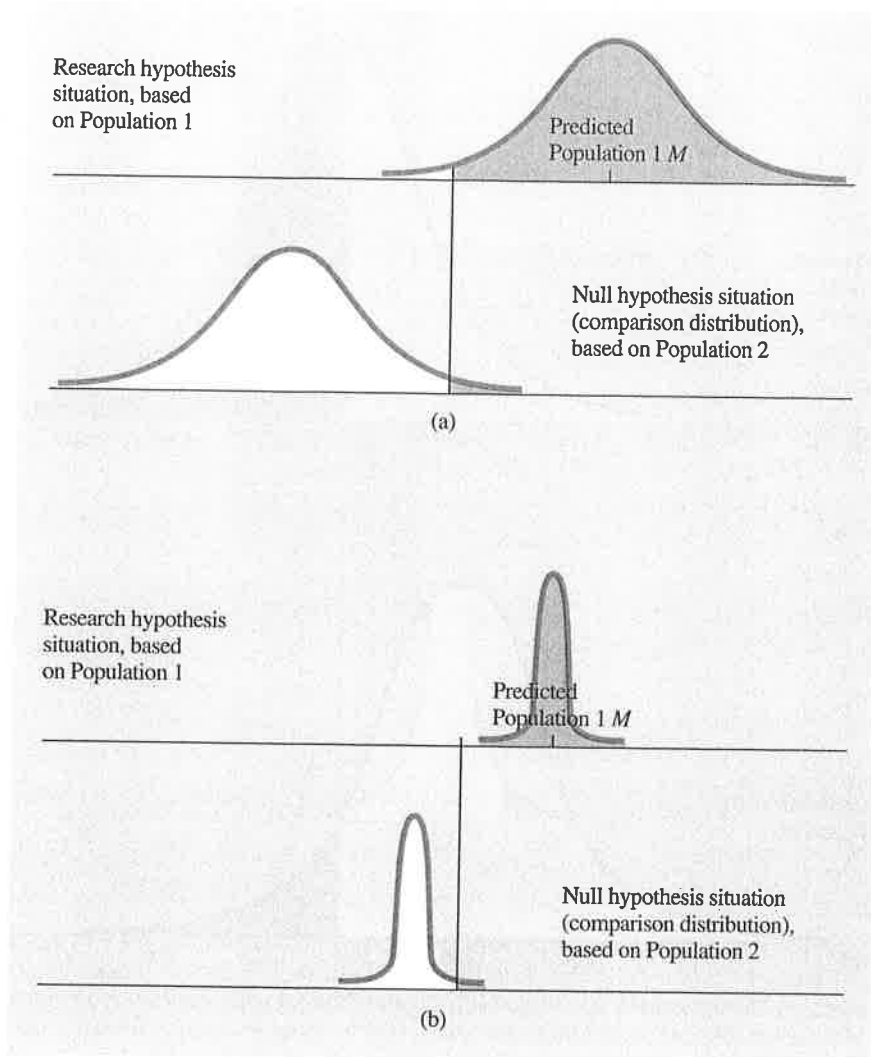 Research hypothesis
situation, based
on Population 1
Predicted
Population 1 M
Null hypothesis situation
(comparison distribution),
based on Population 2
(a)
Research hypothesis
situation, based
on Population 1
Predicted
Population 1 M
Null hypothesis situation
(comparison distribution),
based on Population 2
(b)